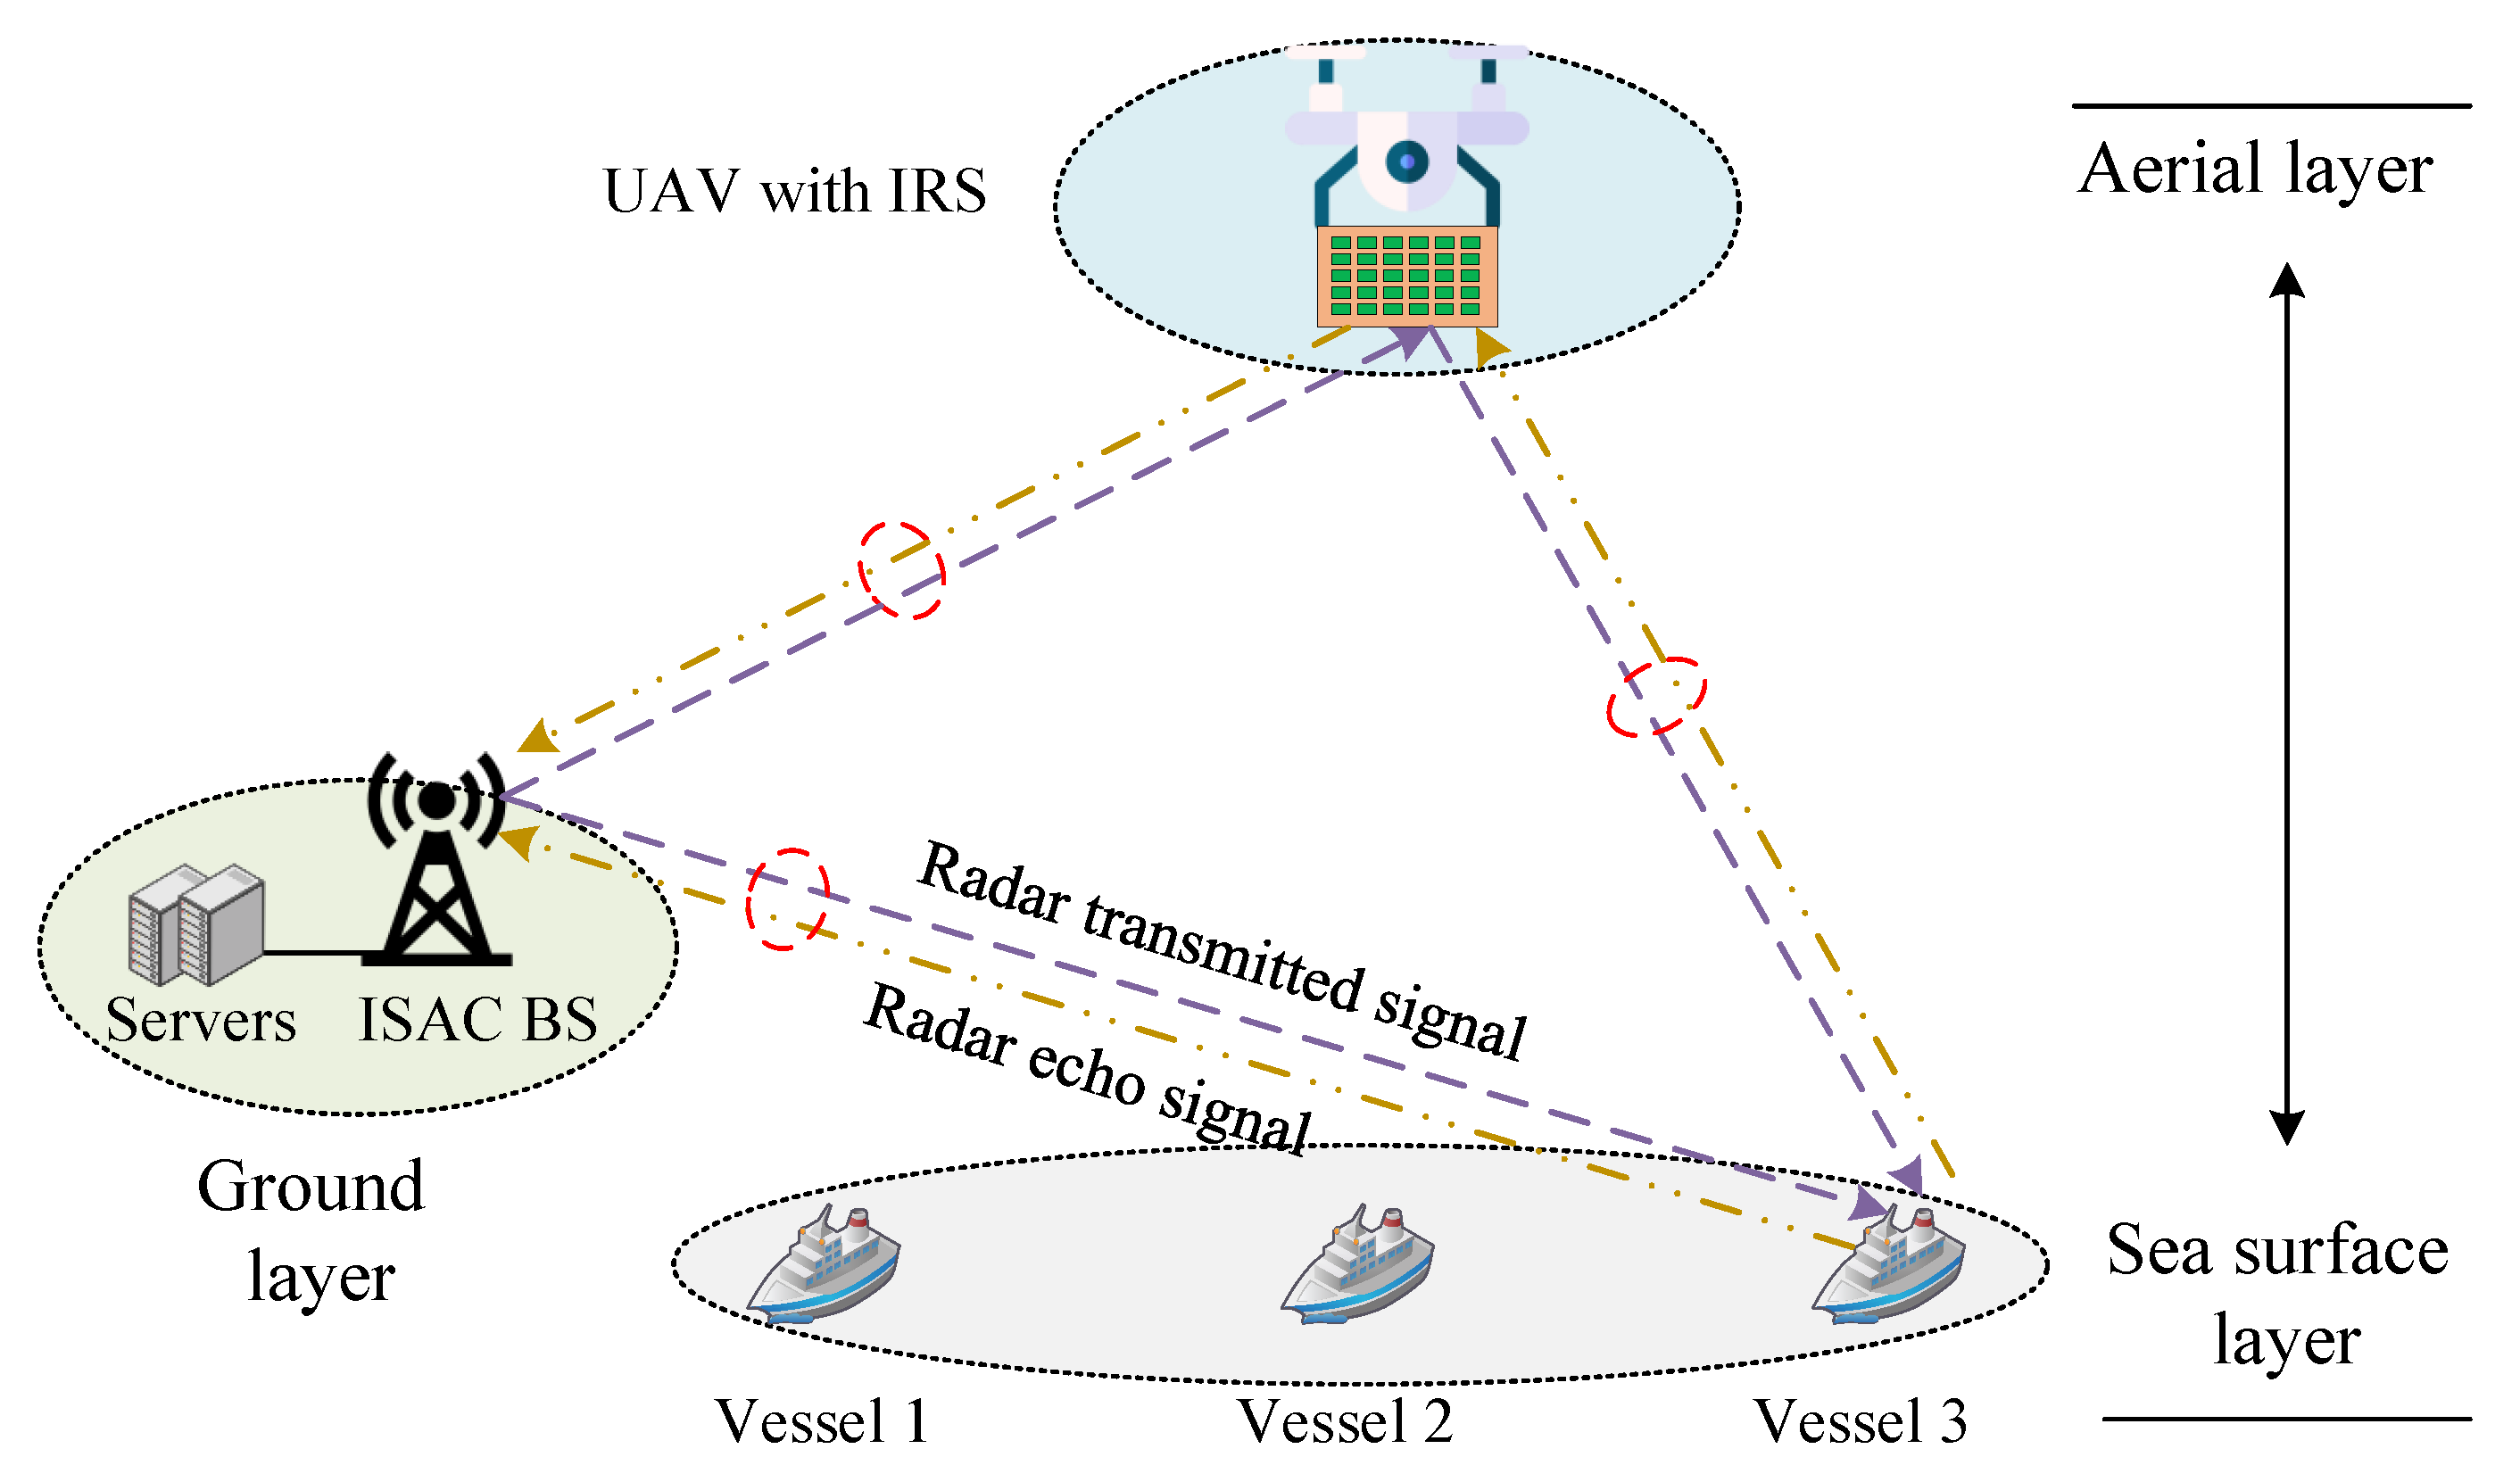 UAV with IRS
Aerial layer
Radar transmitted signal
Radar echo signal
Servers
ISAC BS
Ground
layer
Sea surface
layer
Vessel 1
Vessel 2
Vessel 3